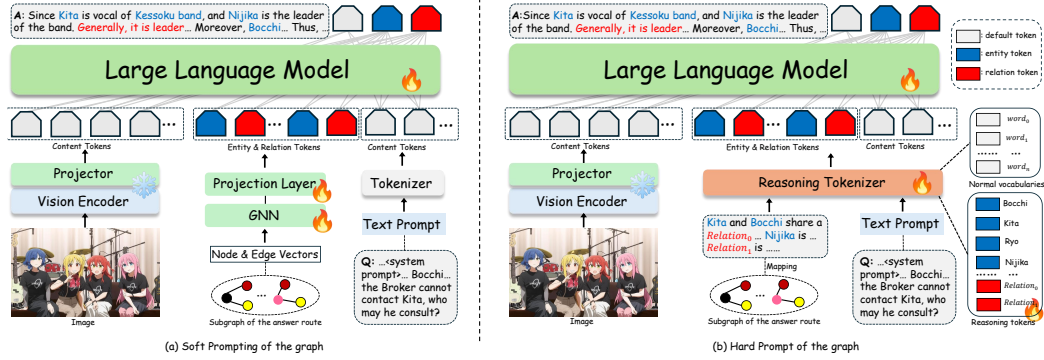 A: Since Kita is vocal of Kessoku band, and Nijika is the leader
of the band. Generally, it is leader... Moreover, Bocchi... Thus, ...
Large Language Model
Content Tokens
Entity & Relation Tokens
Content Tokens
Projector
Vision Encoder
Projection Layer
GNN
Node & Edge Vectors
Tokenizer
Text Prompt
Q: ...<system
prompt>... Bocchi...
the Broker cannot
contact Kita, who
may he consult?
Image
Subgraph of the answer route
(a) Soft Prompting of the graph
A: Since Kita is vocal of Kessoku band, and Nijika is the leader
of the band. Generally, it is leader... Moreover, Bocchi... Thus, ...
: default token
: entity token
: relation token
Large Language Model
Content Tokens
Entity & Relation Tokens
Content Tokens
Projector
Vision Encoder
Reasoning Tokenizer
Kita and Bocchi share a
Relation0 ... Nijika is ...
Relation1 is ......
Mapping
Text Prompt
Q: ...<system
prompt>... Bocchi...
the Broker cannot
contact Kita, who
may he consult?
Image
Subgraph of the answer route
word0
word1
...... ...
wordn
Normal vocabularies
Bocchi
Kita
Ryo
Nijika
...... ...
Relation0
Relation
Reasoning tokens
(b) Hard Prompt of the graph